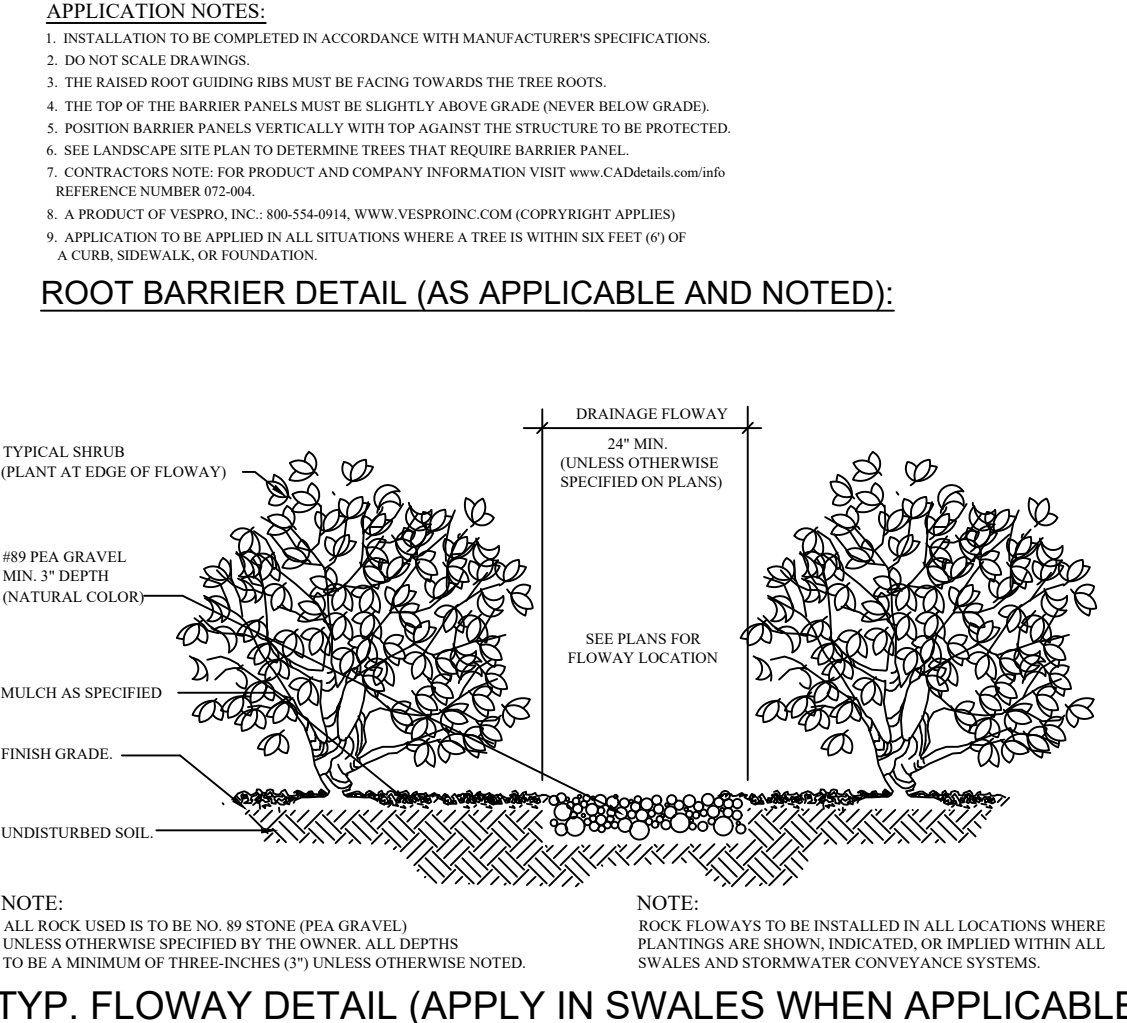 APPLICATION NOTES:
1. INSTALLATION TO BE COMPLETED IN ACCORDANCE WITH MANUFACTURER'S SPECIFICATIONS.
2. DO NOT SCALE DRAWINGS.
3. THE RAISED ROOT GUIDING RIBS MUST BE FACING TOWARDS THE TREE ROOTS.
4. THE TOP OF THE BARRIER PANELS MUST BE SLIGHTLY ABOVE GRADE (NEVER BELOW GRADE).
5. POSITION BARRIER PANELS VERTICALLY WITH TOP AGAINST THE STRUCTURE TO BE PROTECTED.
6. SEE LANDSCAPE SITE PLAN TO DETERMINE TREES THAT REQUIRE BARRIER PANEL.
7. CONTRACTORS NOTE: FOR PRODUCT AND COMPANY INFORMATION VISIT www.CADdetails.com/info
REFERENCE NUMBER 072-004.
8. A PRODUCT OF VESPRO, INC.: 800-554-0914, WWW.VESPROINC.COM (COPRYRIGHT APPLIES)
9. APPLICATION TO BE APPLIED IN ALL SITUATIONS WHERE A TREE IS WITHIN SIX FEET (6') OF
A CURB, SIDEWALK, OR FOUNDATION.
ROOT BARRIER DETAIL (AS APPLICABLE AND NOTED):
DRAINAGE FLOWAY
24" MIN.
(UNLESS OTHERWISE
SPECIFIED ON PLANS)
TYPICAL SHRUB
(PLANT AT EDGE OF FLOWAY)
#89 PEA GRAVEL
MIN. 3" DEPTH
(NATURAL COLOR)
SEE PLANS FOR
FLOWAY LOCATION
MULCH AS SPECIFIED
FINISH GRADE.
UNDISTURBED SOIL.
NOTE:
ALL ROCK USED IS TO BE NO. 89 STONE (PEA GRAVEL)
UNLESS OTHERWISE SPECIFIED BY THE OWNER. ALL DEPTHS
TO BE A MINIMUM OF THREE-INCHES (3") UNLESS OTHERWISE NOTED.
NOTE:
ROCK FLOWAYS TO BE INSTALLED IN ALL LOCATIONS WHERE
PLANTINGS ARE SHOWN, INDICATED, OR IMPLIED WITHIN ALL
SWALES AND STORMWATER CONVEYANCE SYSTEMS.
TYP. FLOWAY DETAIL (APPLY IN SWALES WHEN APPLICABLE